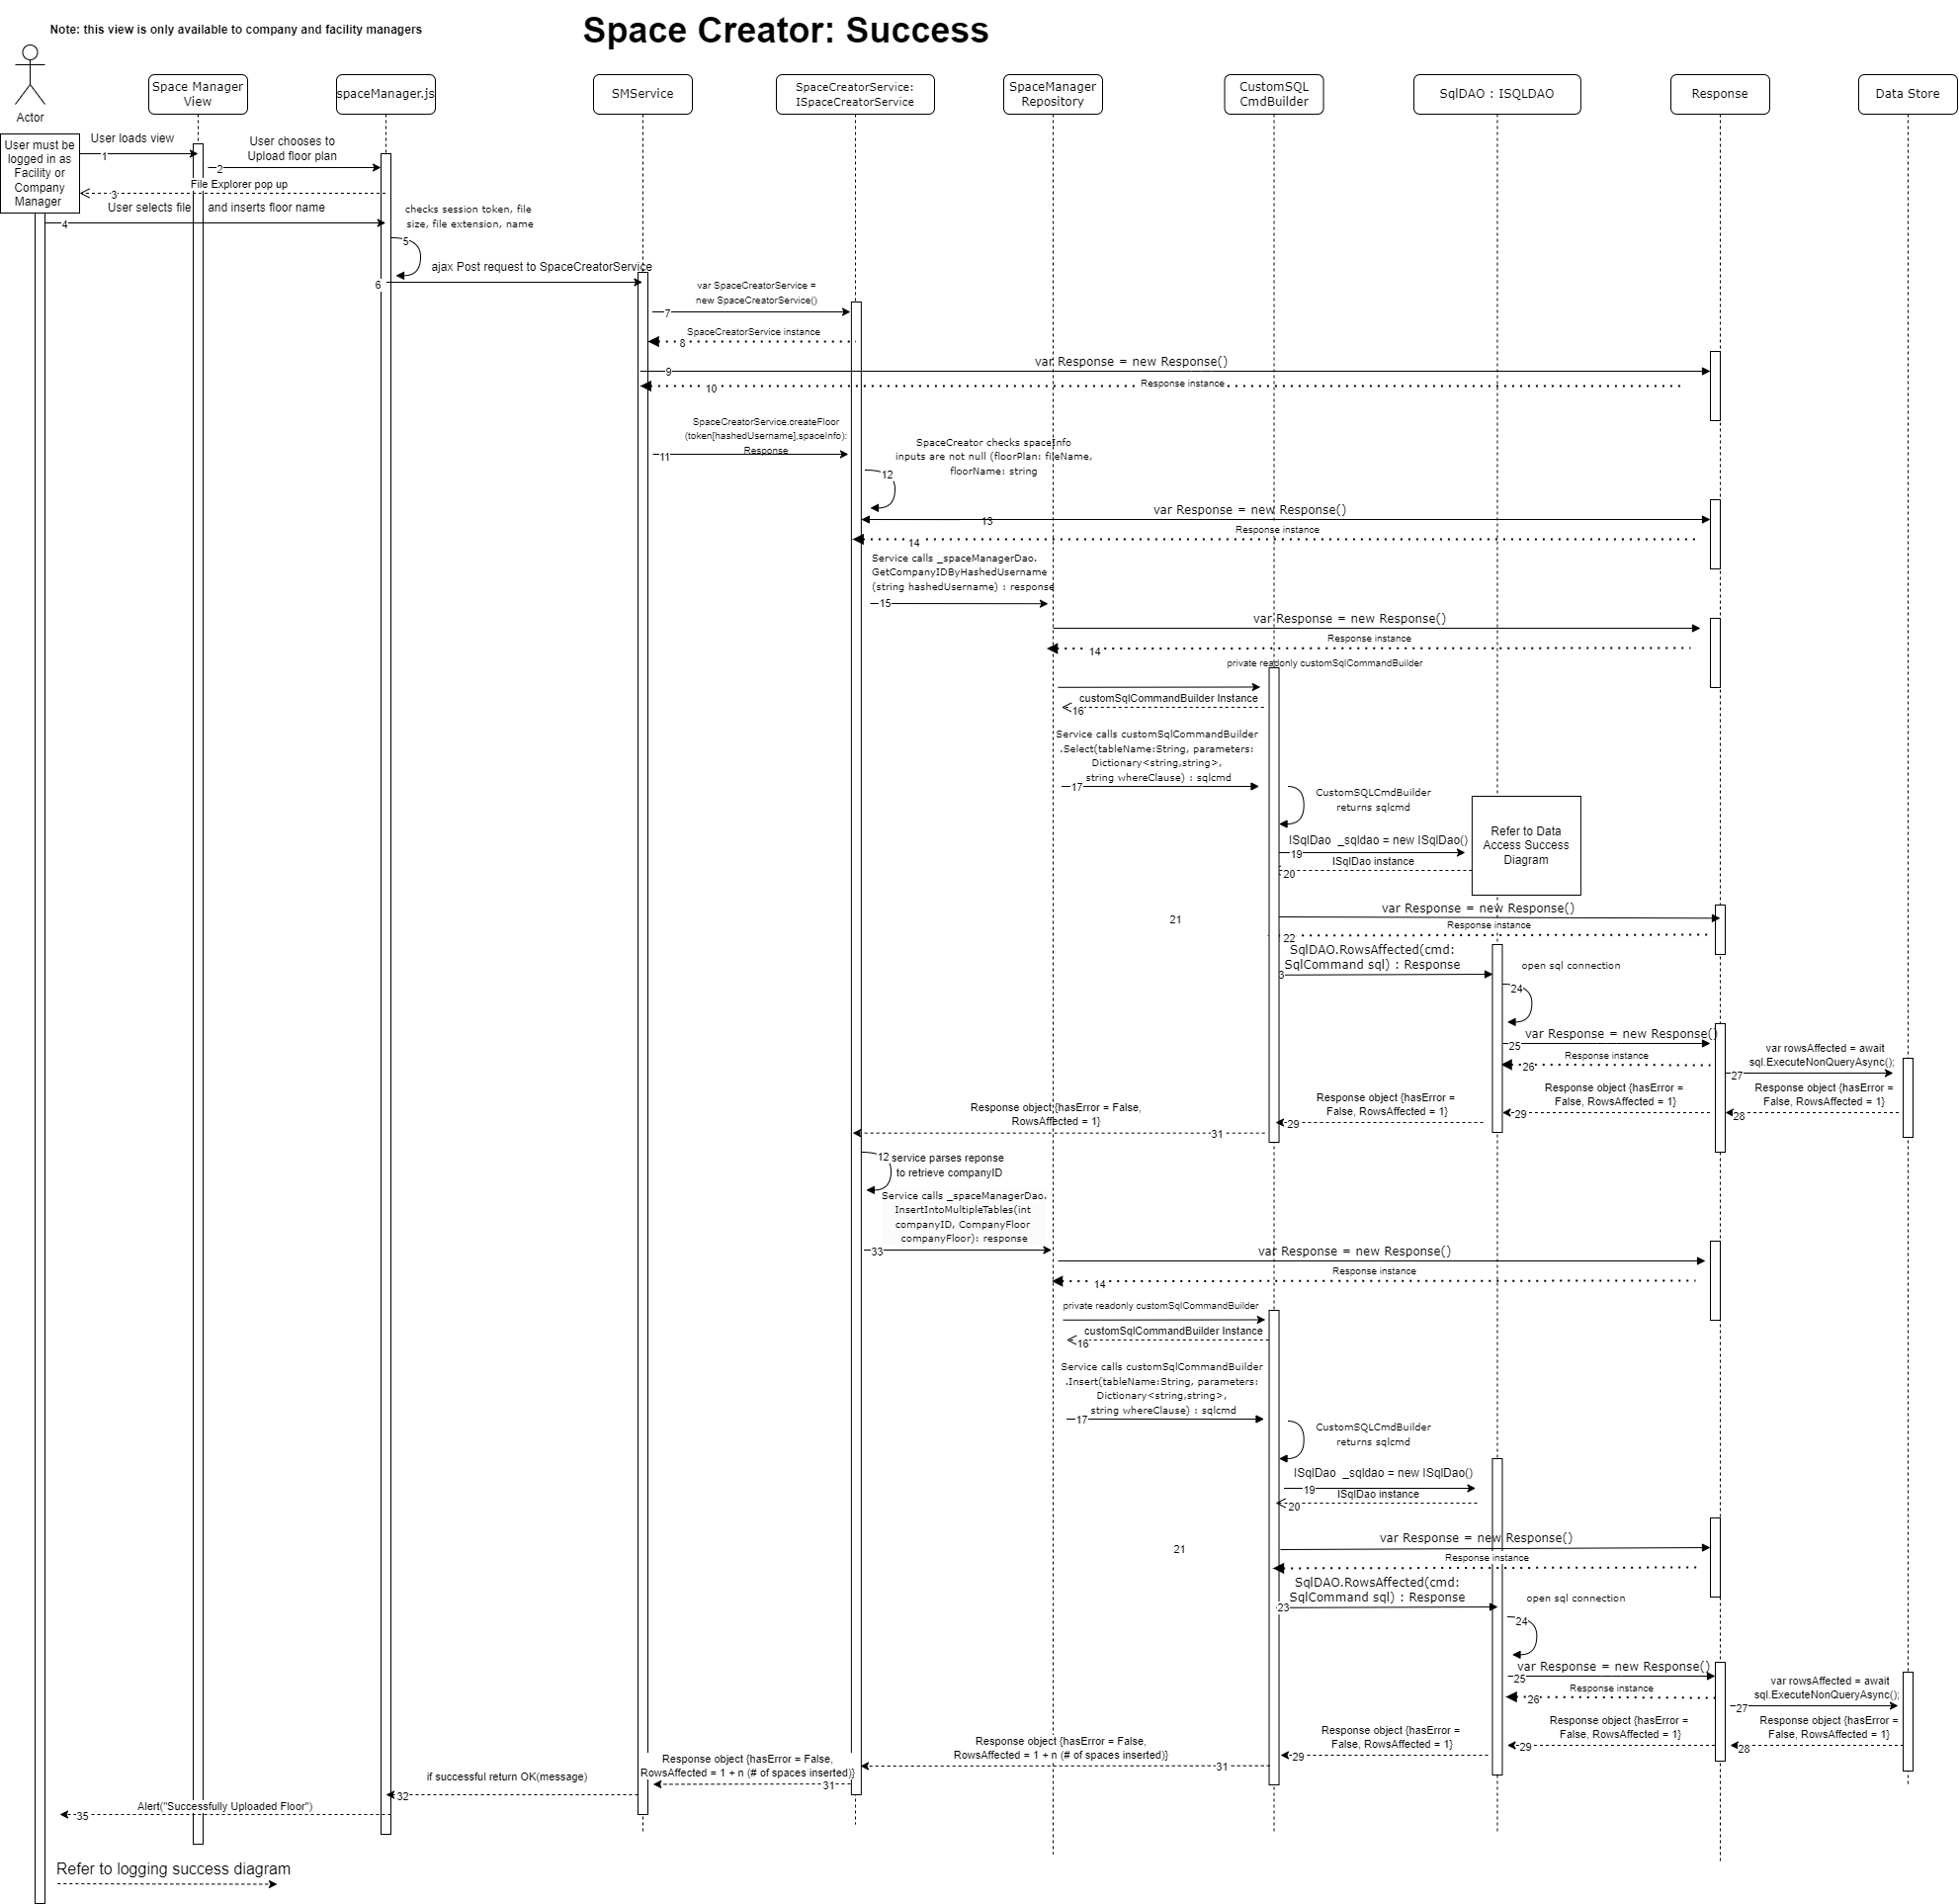 Note: this view is only available to company and facility managers
Space Creator: Success
Actor
Space Manager
View
spaceManager.js
SMService
SpaceCreatorService:
ISpaceCreatorService
SpaceManager
Repository
CustomSQL
CmdBuilder
SqlDAO : ISQLDAO
Response
Data Store
User must be
logged in as
Facility or
Company
Manager
User loads view
1
User chooses to
Upload floor plan
2
File Explorer pop up
3
User selects file and inserts floor name
4
checks session token, file
size, file extension, name
5
ajax Post request to SpaceCreatorService
6
var SpaceCreatorService =
new SpaceCreatorService()
7
SpaceCreatorService instance
8
var Response = new Response()
9
Response instance
10
SpaceCreatorService.createFloor
(token[hashedUsername],spaceInfo):
Response
11
SpaceCreator checks spaceInfo
inputs are not null (floorPlan: fileName,
floorName: string
12
var Response = new Response()
13
Response instance
14
Service calls _spaceManagerDao.
GetCompanyIDByHashedUsername
(string hashedUsername) : response
15
var Response = new Response()
Response instance
14
private readonly customSqlCommandBuilder
customSqlCommandBuilder Instance
16
Service calls customSqlCommandBuilder
.Select(tableName:String, parameters:
Dictionary<string,string>,
string whereClause) : sqlcmd
17
CustomSQLCmdBuilder
returns sqlcmd
Refer to Data
Access Success
Diagram
ISqlDao _sqldao = new ISqlDao()
19
ISqlDao instance
20
var Response = new Response()
21
Response instance
22
SqlDAO.RowsAffected(cmd:
SqlCommand sql) : Response
3
open sql connection
24
var Response = new Response()
25
Response instance
26
var rowsAffected = await
sql.ExecuteNonQueryAsync();
27
Response object {hasError =
False, RowsAffected = 1}
28
Response object {hasError =
False, RowsAffected = 1}
29
Response object {hasError =
False, RowsAffected = 1}
29
Response object {hasError = False,
RowsAffected = 1}
31
12
service parses reponse
to retrieve companyID
Service calls _spaceManagerDao.
InsertIntoMultipleTables(int
companyID, CompanyFloor
companyFloor): response
33
var Response = new Response()
Response instance
14
private readonly customSqlCommandBuilder
customSqlCommandBuilder Instance
16
Service calls customSqlCommandBuilder
.Insert(tableName:String, parameters:
Dictionary<string,string>,
string whereClause) : sqlcmd
17
CustomSQLCmdBuilder
returns sqlcmd
ISqlDao _sqldao = new ISqlDao()
19
ISqlDao instance
20
var Response = new Response()
21
Response instance
SqlDAO.RowsAffected(cmd:
SqlCommand sql) : Response
23
open sql connection
24
var Response = new Response()
25
Response instance
26
var rowsAffected = await
sql.ExecuteNonQueryAsync();
27
Response object {hasError =
False, RowsAffected = 1}
28
Response object {hasError =
False, RowsAffected = 1}
29
Response object {hasError =
False, RowsAffected = 1}
29
Response object {hasError = False,
RowsAffected = 1 + n (# of spaces inserted)}
31
Response object {hasError = False,
RowsAffected = 1 + n (# of spaces inserted)}
31
if successful return OK(message)
32
Alert("Successfully Uploaded Floor")
35
Refer to logging success diagram